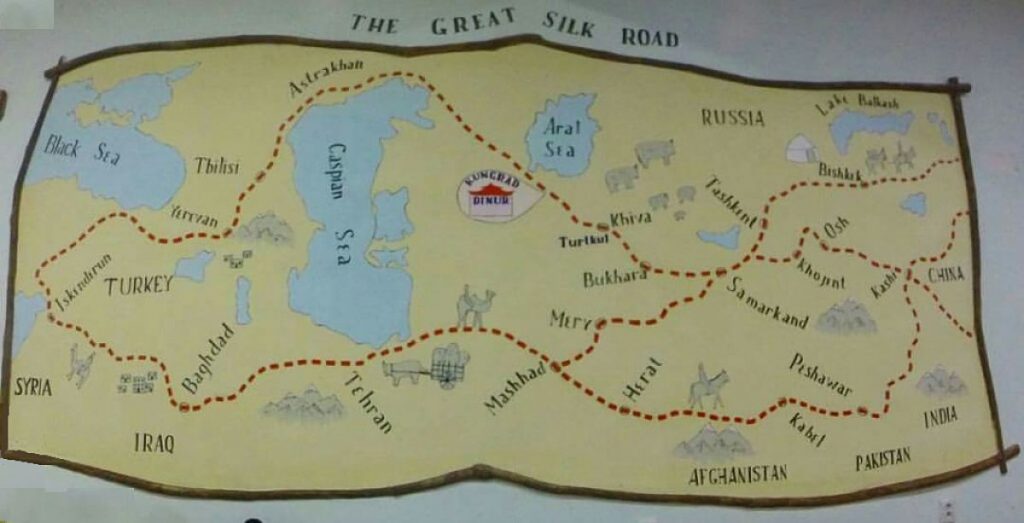 THE GREAT SILK ROAD
Astrakhan
Lake Balkash
RUSSIA
Aral
Sea
Black Sea
Tbilisi
Caspian
Sea
Bishkek
KUNGRAD
DINUR
Tashkent
Yerevan
Khiva
Turtkul
Osh
Bukhara
Khojnt
Kashi
CHINA
Iskindirun
TURKEY
Samarkand
Merv
Baghdad
Tehran
Mashhad
Herat
Peshawar
SYRIA
Kabul
INDIA
IRAQ
AFGHANISTAN
PAKISTAN